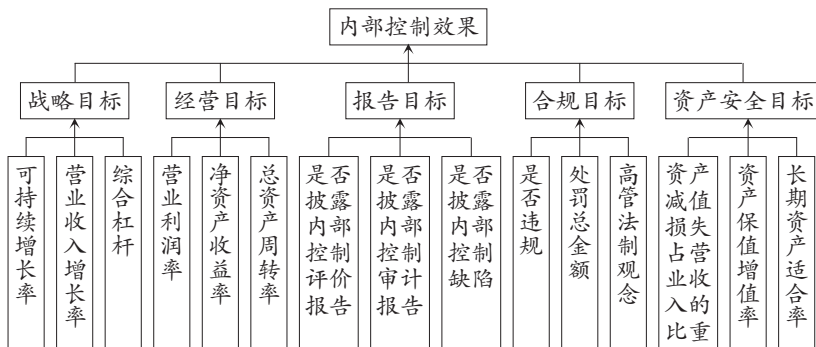 内部控制效果
战略目标
经营目标
报告目标
合规目标
资产安全目标
可持续增长率
营业收入增长率
综合杠杆
营业利润率
净资产收益率
总资产周转率
是否披露内部控制评价报告
是否披露内部控制审计报告
是否披露内部控制缺陷
是否违规
处罚总金额
高管法制观念
资产减值损失占营业收入的比重
资产保值增值率
长期资产适合率